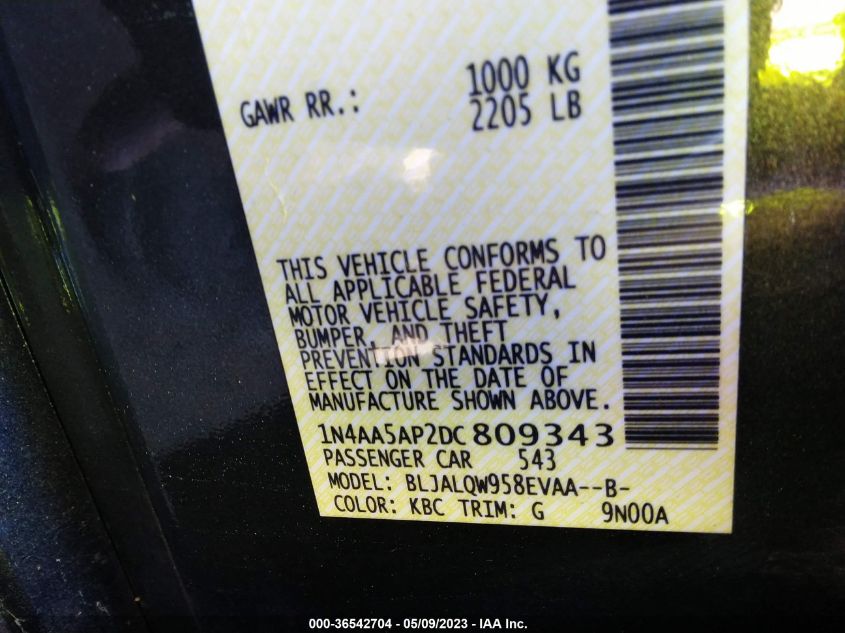 GAWR RR.: 1000 KG
2205 LB
THIS VEHICLE CONFORMS TO
ALL APPLICABLE FEDERAL
MOTOR VEHICLE SAFETY,
BUMPER, AND THEFT
PREVENTION STANDARDS IN
EFFECT ON THE DATE OF
MANUFACTURE SHOWN ABOVE.
1N4AA5AP2DC809343
PASSENGER CAR 543
MODEL: BLJALQW958EVAA--B-
COLOR: KBC TRIM: G 9N00A
000-36542704 - 05/09/2023 - IAA Inc.